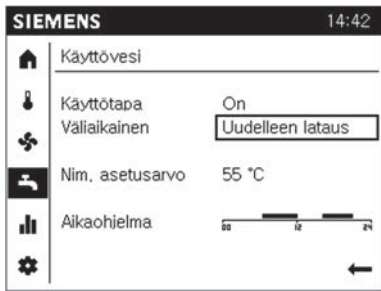 SIEMENS 14:42
Käyttövesi
Käyttötapa On
Väliaikainen Uudelleen lataus
Nim. asetusarvo 55 °C
Aikaohjelma
00 12 24